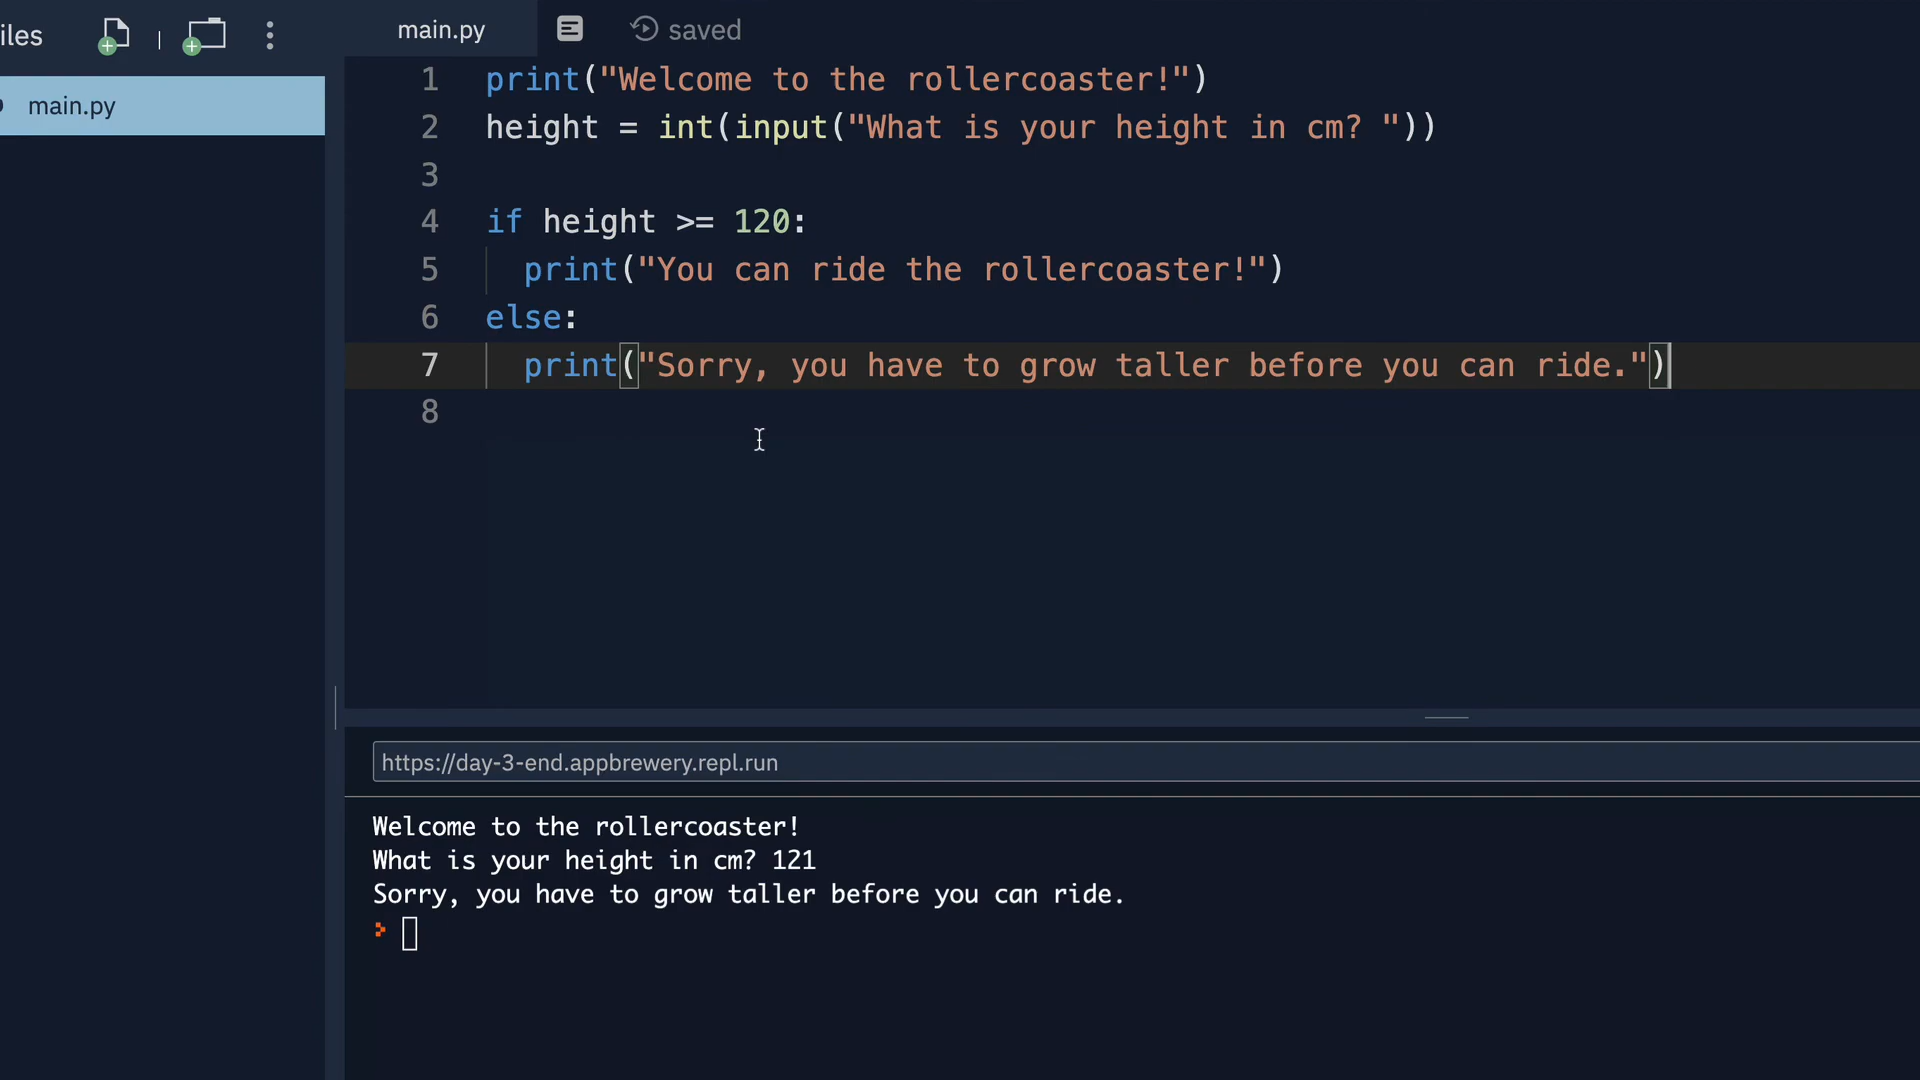 iles
main.py
saved
main.py
1 print("Welcome to the rollercoaster!")
2 height = int(input("What is your height in cm? "))
3
4 if height >= 120:
5 print("You can ride the rollercoaster!")
6 else:
7 print("Sorry, you have to grow taller before you can ride.")
8
https://day-3-end.appbrewery.repl.run
Welcome to the rollercoaster!
What is your height in cm? 121
Sorry, you have to grow taller before you can ride.